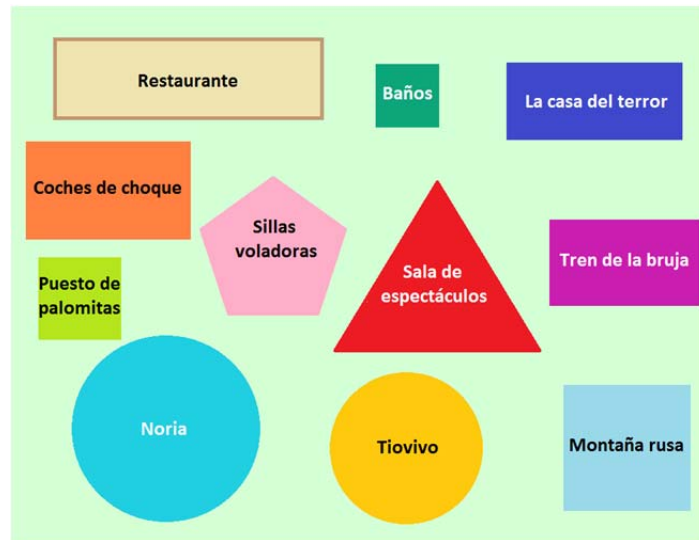 Restaurante
Baños
La casa del terror
Coches de choque
Sillas
voladoras
Sala de
espectáculos
Tren de la bruja
Puesto de
palomitas
Noria
Tiovivo
Montaña rusa